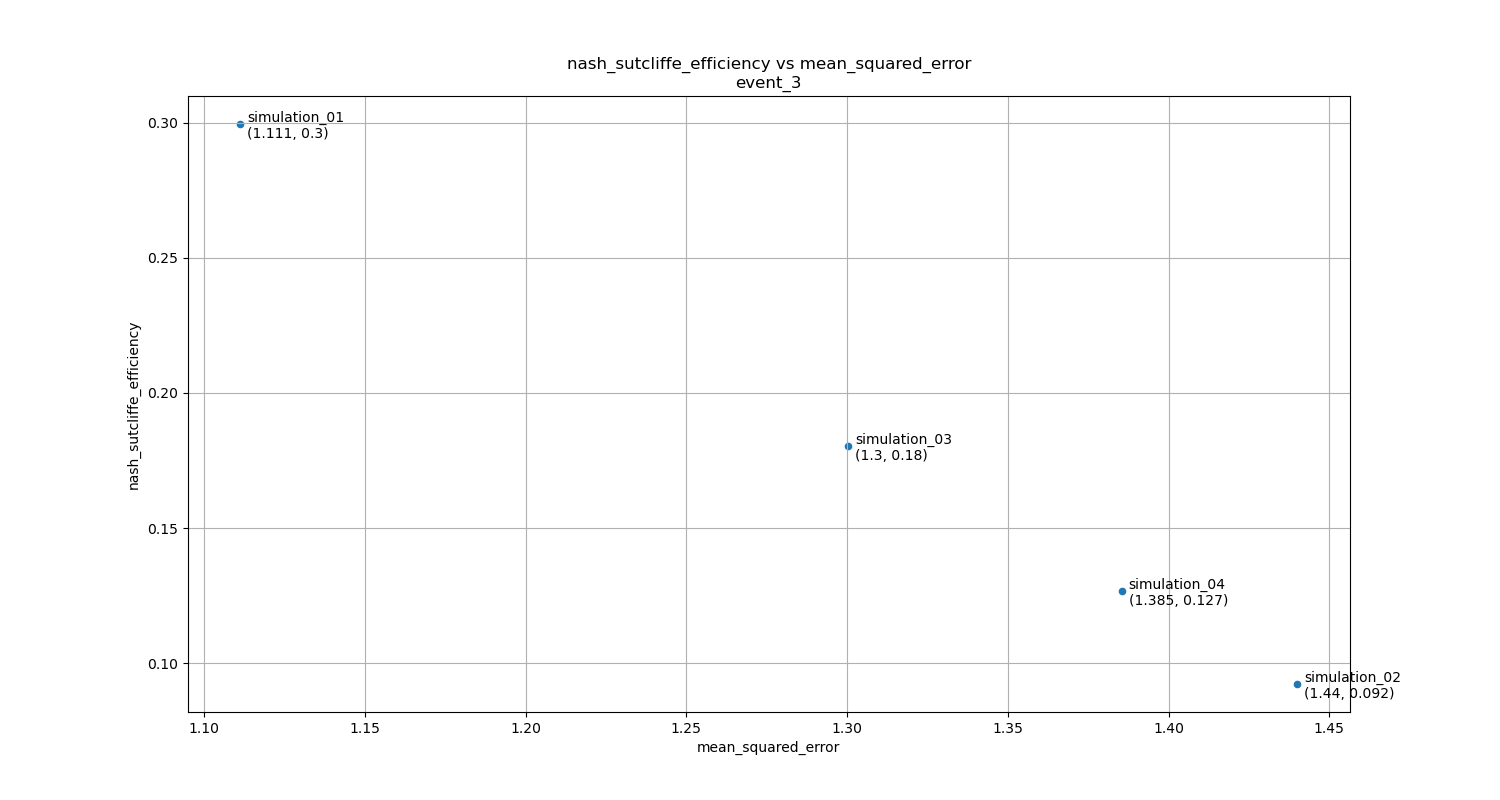 nash_sutcliffe_efficiency vs mean_squared_error
event_3
nash_sutcliffe_efficiency
0.30
0.25
0.20
0.15
0.10
simulation_01
(1.111, 0.3)
simulation_03
(1.3, 0.18)
simulation_04
(1.385, 0.127)
simulation_02
(1.44, 0.092)
1.10 1.15 1.20 1.25 1.30 1.35 1.40 1.45
mean_squared_error